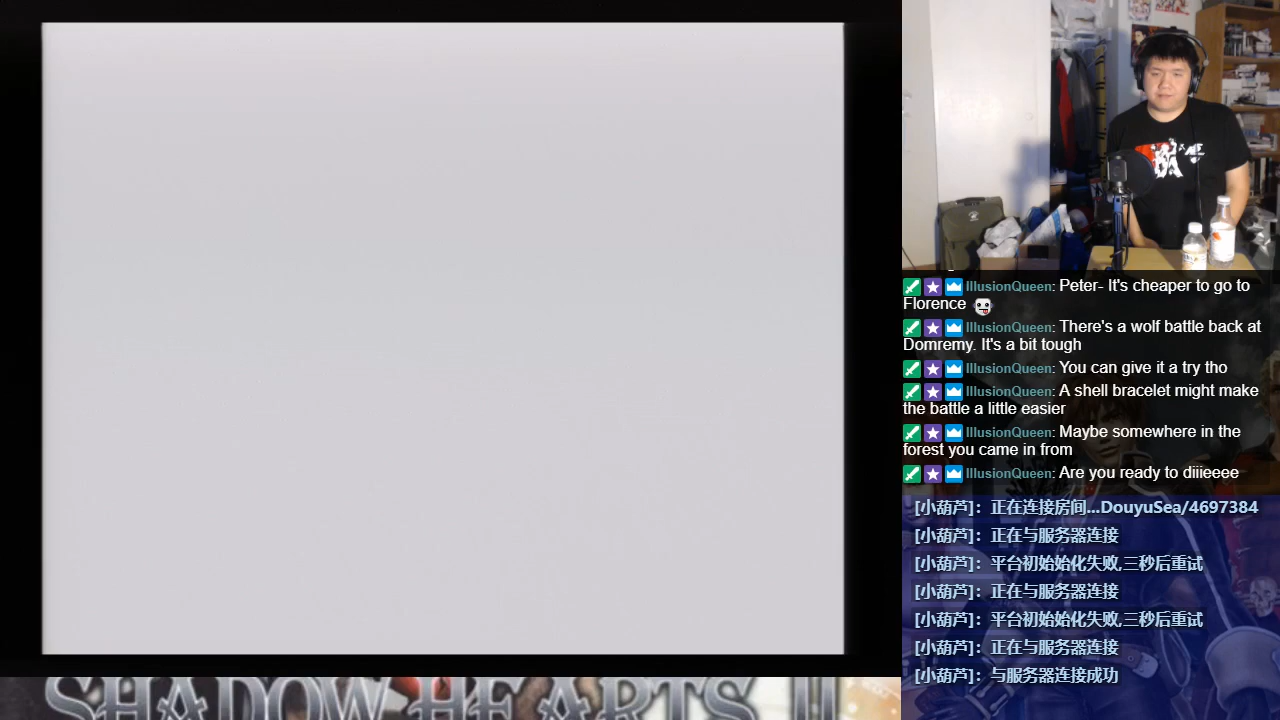 IllusionQueen: Peter- It's cheaper to go to
Florence
IllusionQueen: There's a wolf battle back at
Domremy. It's a bit tough
IllusionQueen: You can give it a try tho
IllusionQueen: A shell bracelet might make
the battle a little easier
IllusionQueen: Maybe somewhere in the
forest you came in from
IllusionQueen: Are you ready to diiieeee
[小葫芦]：正在连接房间...DouyuSea/4697384
[小葫芦]：正在与服务器连接
[小葫芦]：平台初始始化失败,三秒后重试
[小葫芦]：正在与服务器连接
[小葫芦]：平台初始始化失败,三秒后重试
[小葫芦]：正在与服务器连接
[小葫芦]：与服务器连接成功
SHADOW HEARTS II